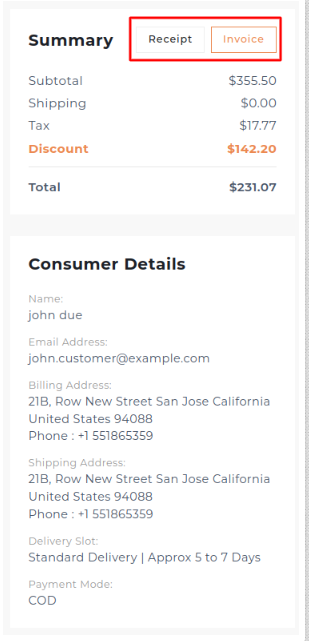 Summary Receipt Invoice
Subtotal $355.50
Shipping $0.00
Tax $17.77
Discount $142.20
Total $231.07
Consumer Details
Name:
john due
Email Address:
john.customer@example.com
Billing Address:
21B, Row New Street San Jose California
United States 94088
Phone : +1 551865359
Shipping Address:
21B, Row New Street San Jose California
United States 94088
Phone : +1 551865359
Delivery Slot:
Standard Delivery | Approx 5 to 7 Days
Payment Mode:
COD